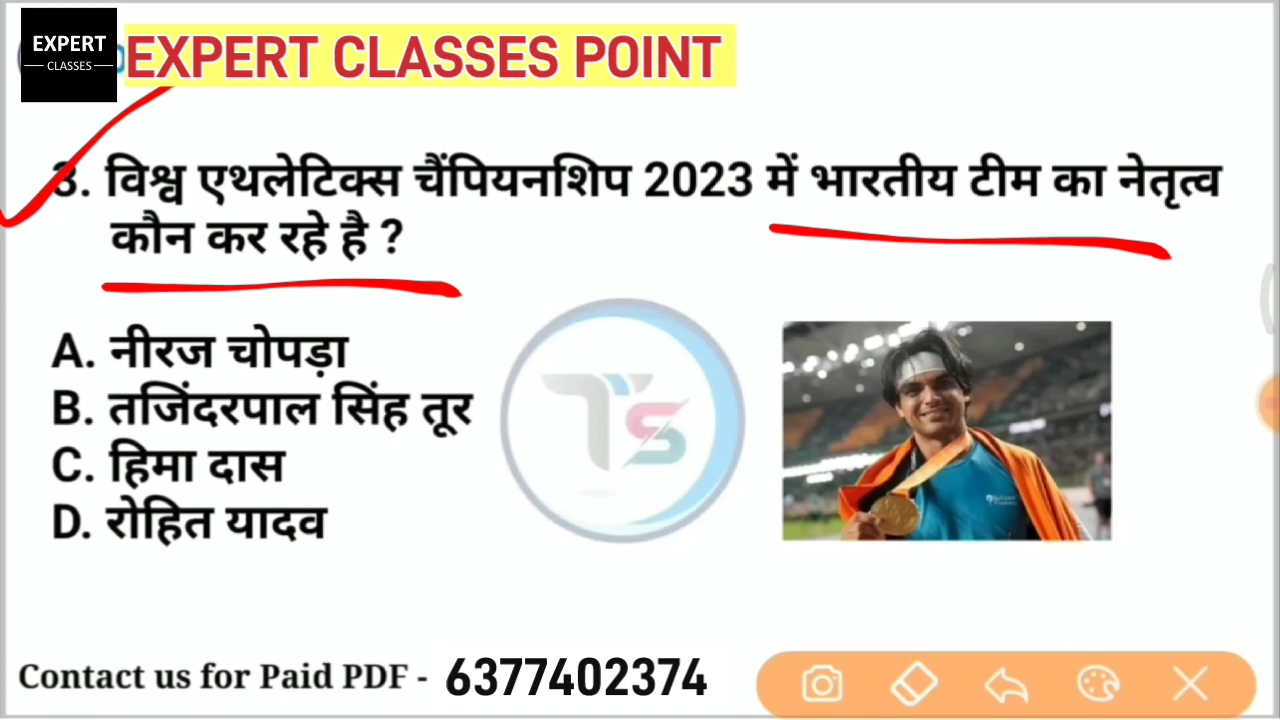 EXPERT
CLASSES
EXPERT CLASSES POINT
3. विश्व एथलेटिक्स चैंपियनशिप 2023 में भारतीय टीम का नेतृत्व
कौन कर रहे है ?
A. नीरज चोपड़ा
B. तजिंदरपाल सिंह तूर
C. हिमा दास
D. रोहित यादव
TS
Contact us for Paid PDF - 6377402374